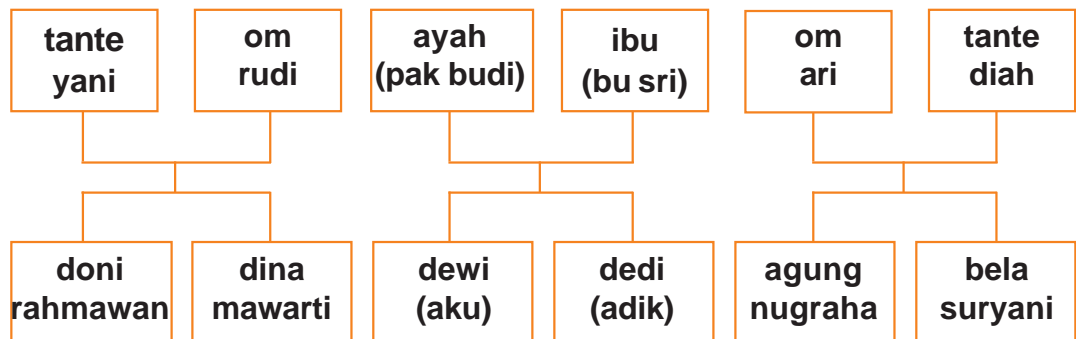 tante
yani
om
rudi
ayah
(pak budi)
ibu
(bu sri)
om
ari
tante
diah
doni
rahmawan
dina
mawarti
dewi
(aku)
dedi
(adik)
agung
nugraha
bela
suryani